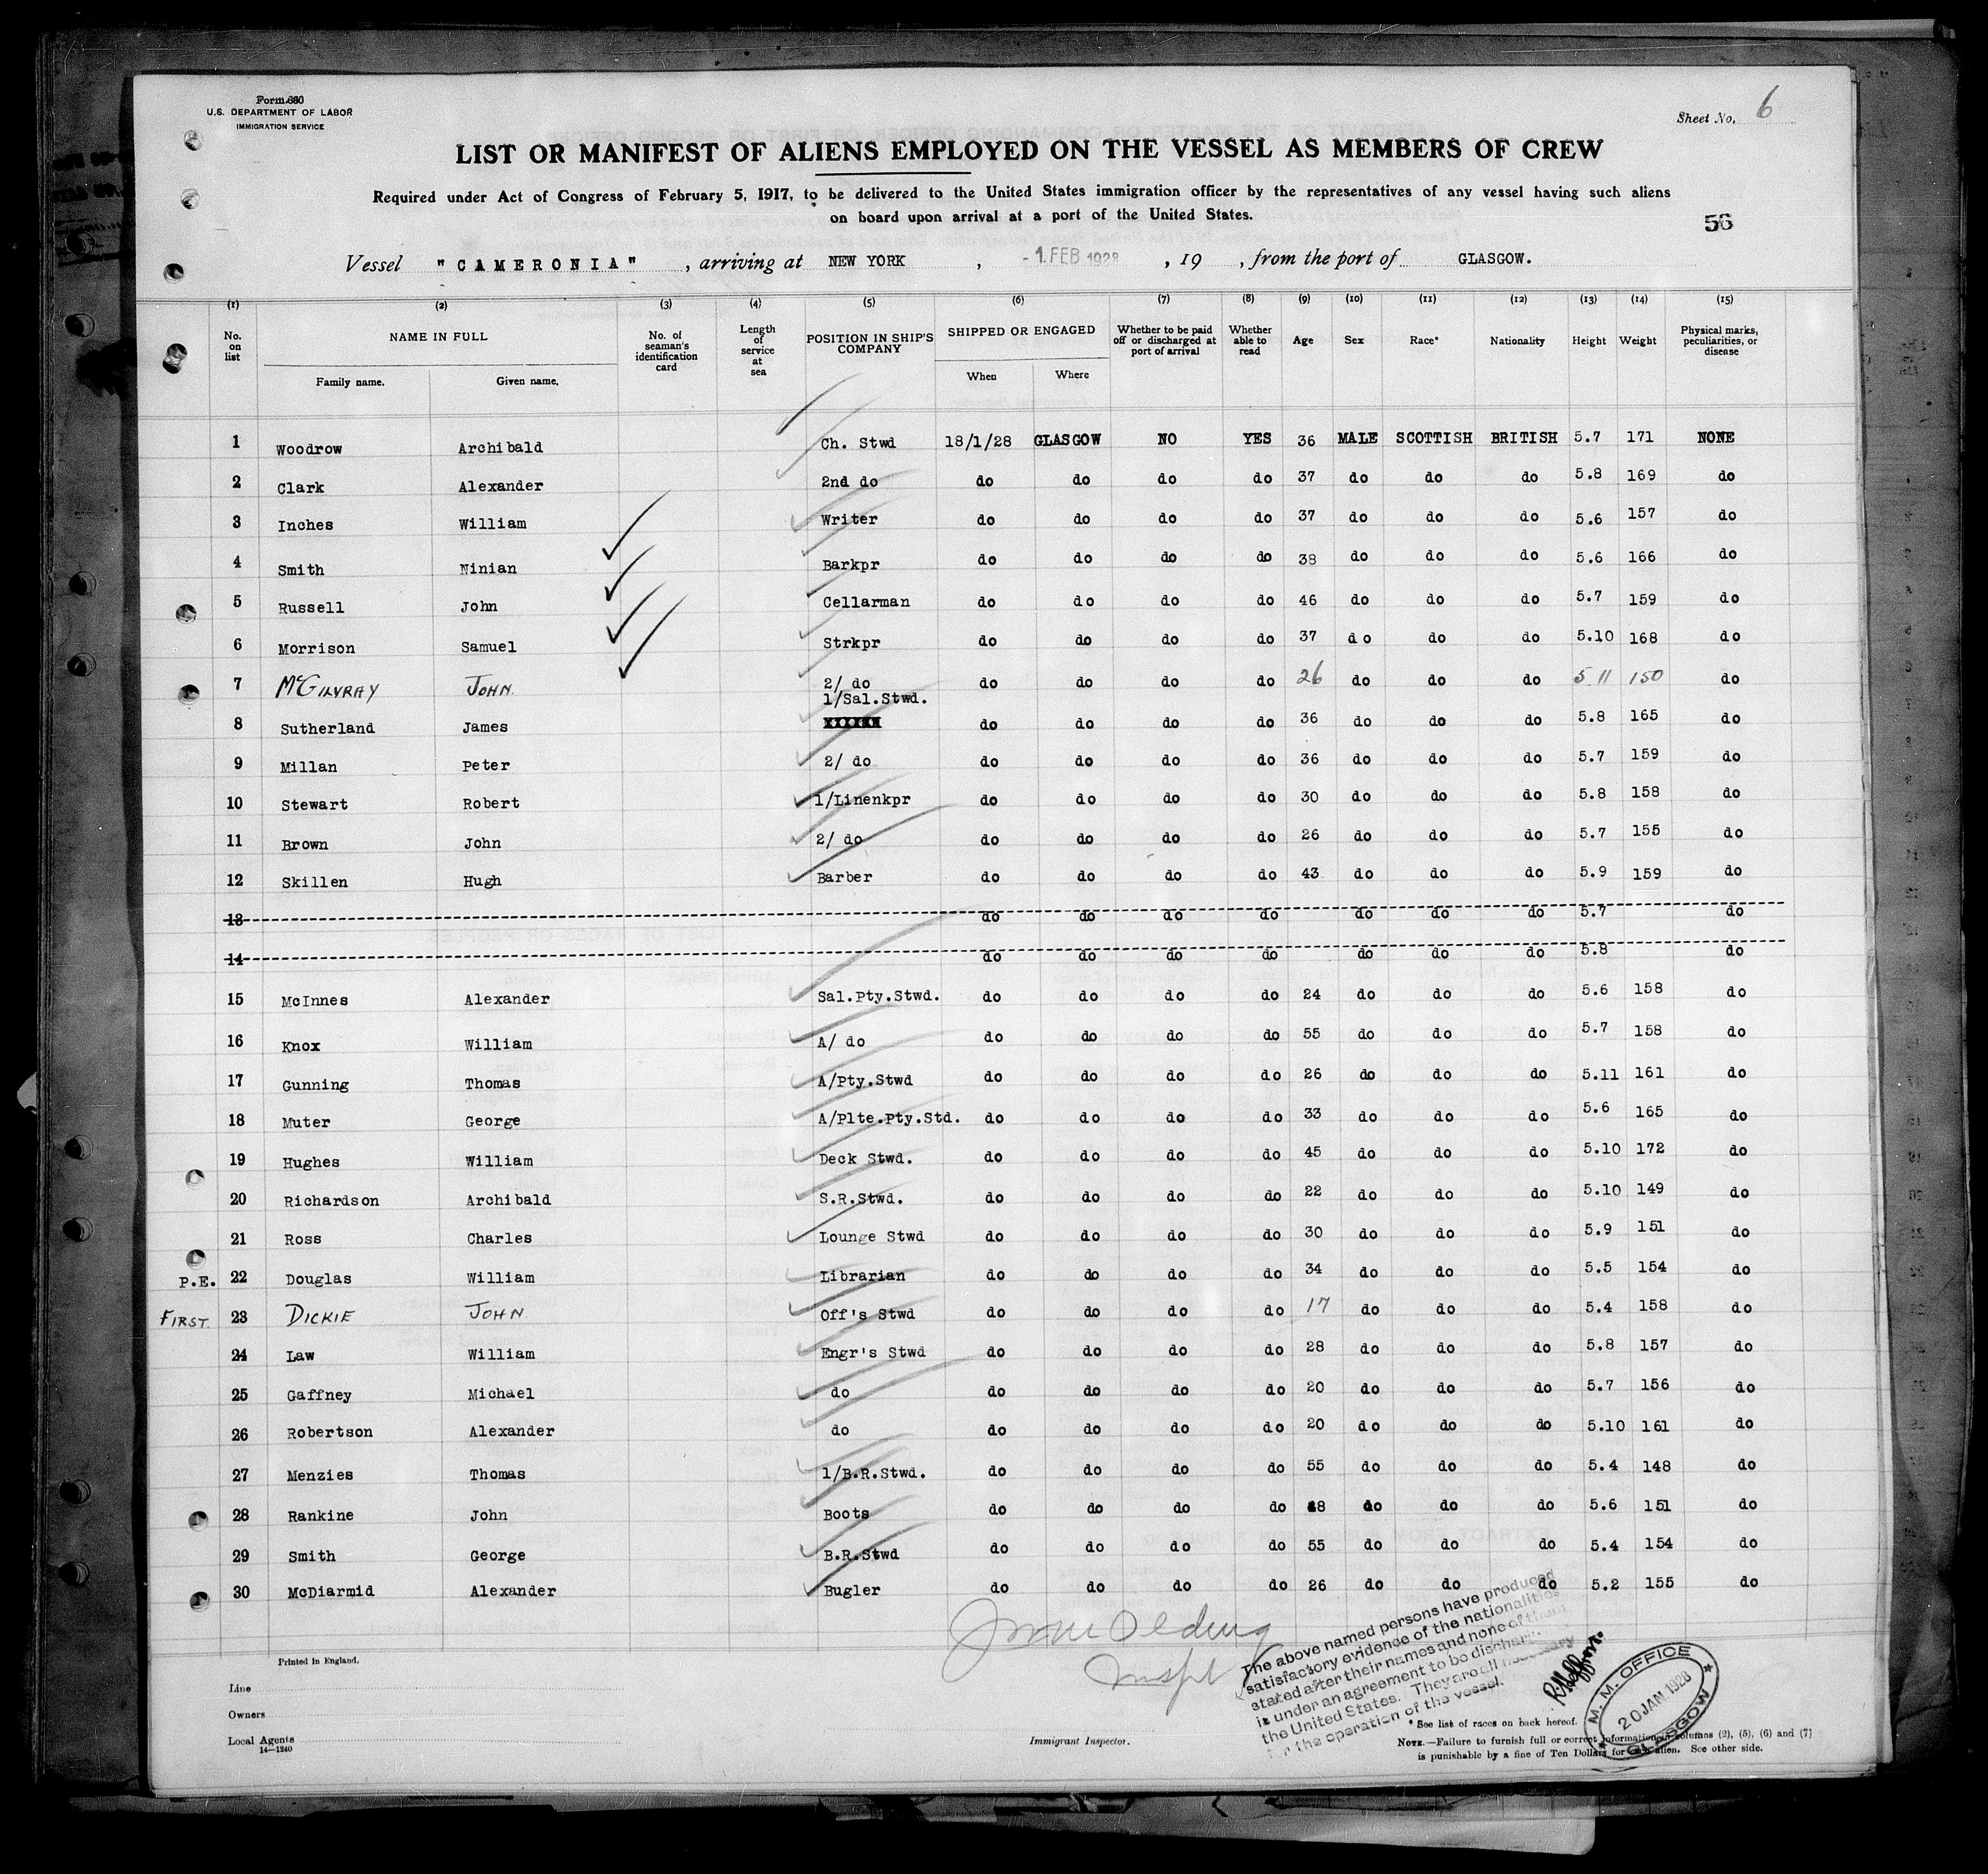 Form 680
U.S. DEPARTMENT OF LABOR
IMMIGRATION SERVICE
Sheet No. 6
LIST OR MANIFEST OF ALIENS EMPLOYED ON THE VESSEL AS MEMBERS OF CREW
Required under Act of Congress of February 5, 1917, to be delivered to the United States immigration officer by the representatives of any vessel having such aliens
on board upon arrival at a port of the United States.
56
Vessel "CAMERONIA", arriving at NEW YORK, -1 FEB 1928, 19 , from the port of GLASGOW.
(1) (2) (3) (4) (5) (6) (7) (8) (9) (10) (11) (12) (13) (14) (15)
No. on list NAME IN FULL Family name. Given name. No. of seaman's identification card Length of service at sea POSITION IN SHIP'S COMPANY SHIPPED OR ENGAGED When Where Whether to be paid off or discharged at port of arrival Whether able to read Age Sex Race* Nationality Height Weight Physical marks, peculiarities, or disease
1 Woodrow Archibald Ch. Stwd 18/1/28 GLASGOW NO YES 36 MALE SCOTTISH BRITISH 5.7 171 NONE
2 Clark Alexander 2nd do do do do do 37 do do do 5.8 169 do
3 Inches William Writer do do do do 37 do do do 5.6 157 do
4 Smith Ninian Barkpr do do do do 38 do do do 5.6 166 do
5 Russell John Cellarman do do do do 46 do do do 5.7 159 do
6 Morrison Samuel Strkpr do do do do 37 do do do 5.10 168 do
7 McGILVRAY JOHN 2/ do do do do do 26 do do do 5 11 150 do
1/Sal.Stwd.
8 Sutherland James xxxxxx do do do do 36 do do do 5.8 165 do
9 Millan Peter 2/ do do do do do 36 do do do 5.7 159 do
10 Stewart Robert 1/Linenkpr do do do do 30 do do do 5.8 158 do
11 Brown John 2/ do do do do do 26 do do do 5.7 155 do
12 Skillen Hugh Barber do do do do 43 do do do 5.9 159 do
13 do do do do do do do 5.7 do
14 do do do do do do do 5.8 do
15 McInnes Alexander Sal.Pty.Stwd. do do do do 24 do do do 5.6 158 do
16 Knox William A/ do do do do do 55 do do do 5.7 158 do
17 Gunning Thomas A/Pty.Stwd do do do do 26 do do do 5.11 161 do
18 Muter George A/Plte.Pty.Std. do do do do 33 do do do 5.6 165 do
19 Hughes William Deck Stwd. do do do do 45 do do do 5.10 172 do
20 Richardson Archibald S.R.Stwd. do do do do 22 do do do 5.10 149 do
21 Ross Charles Lounge Stwd do do do do 30 do do do 5.9 151 do
P.E. 22 Douglas William Librarian do do do do 34 do do do 5.5 154 do
FIRST 23 DICKIE JOHN Off's Stwd do do do do 17 do do do 5.4 158 do
24 Law William Engr's Stwd do do do do 28 do do do 5.8 157 do
25 Gaffney Michael do do do do do 20 do do do 5.7 156 do
26 Robertson Alexander do do do do do 20 do do do 5.10 161 do
27 Menzies Thomas 1/B.R.Stwd. do do do do 55 do do do 5.4 148 do
28 Rankine John Boots do do do do 18 do do do 5.6 151 do
29 Smith George B.R.Stwd do do do do 55 do do do 5.4 154 do
30 McDiarmid Alexander Bugler do do do do 26 do do do 5.2 155 do
The above named persons have produced
satisfactory evidence of the nationalities
stated after their names and none of them
is under an agreement to be discharged
the United States. They are all necessary
for the operation of the vessel.
M. M. OFFICE
20 JAN 1928
GLASGOW
Printed in England.
Line
Owners
Local Agents
14—1240
Immigrant Inspector.
* See list of races on back hereof.
NOTE.—Failure to furnish full or correct information in columns (2), (5), (6) and (7)
is punishable by a fine of Ten Dollars for each alien. See other side.